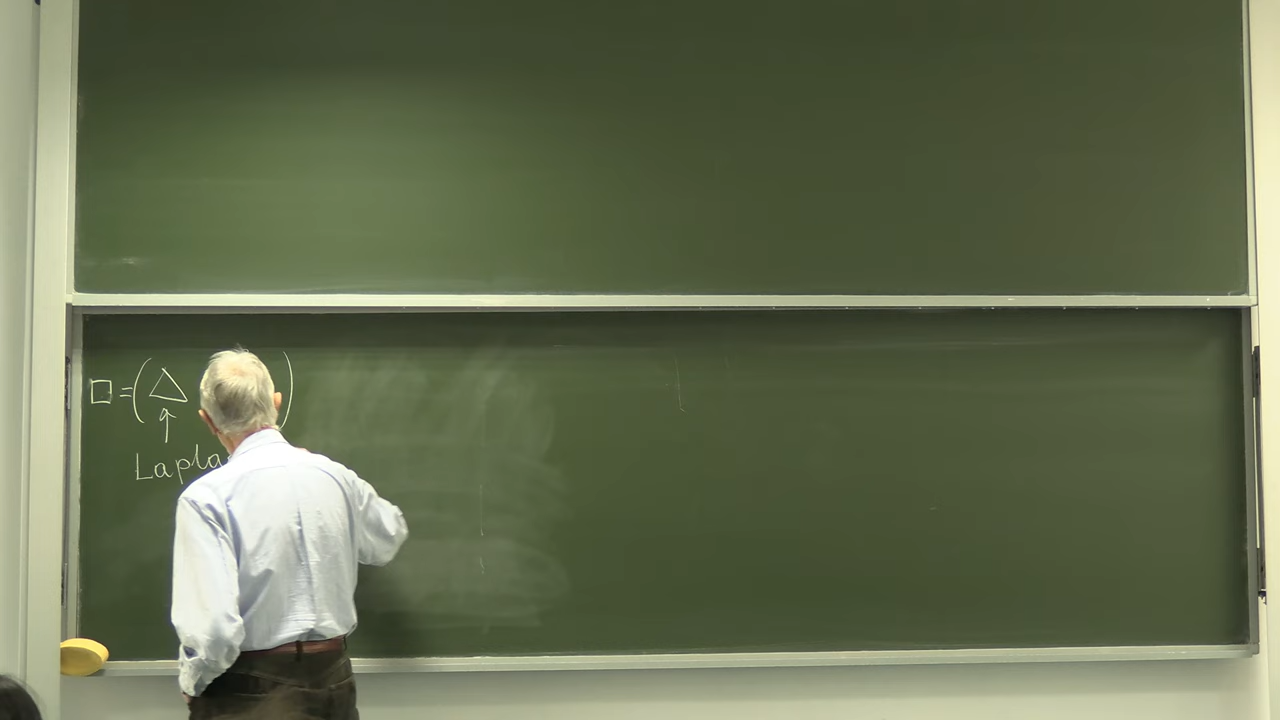 □ = ( △ )
↑
Lapla